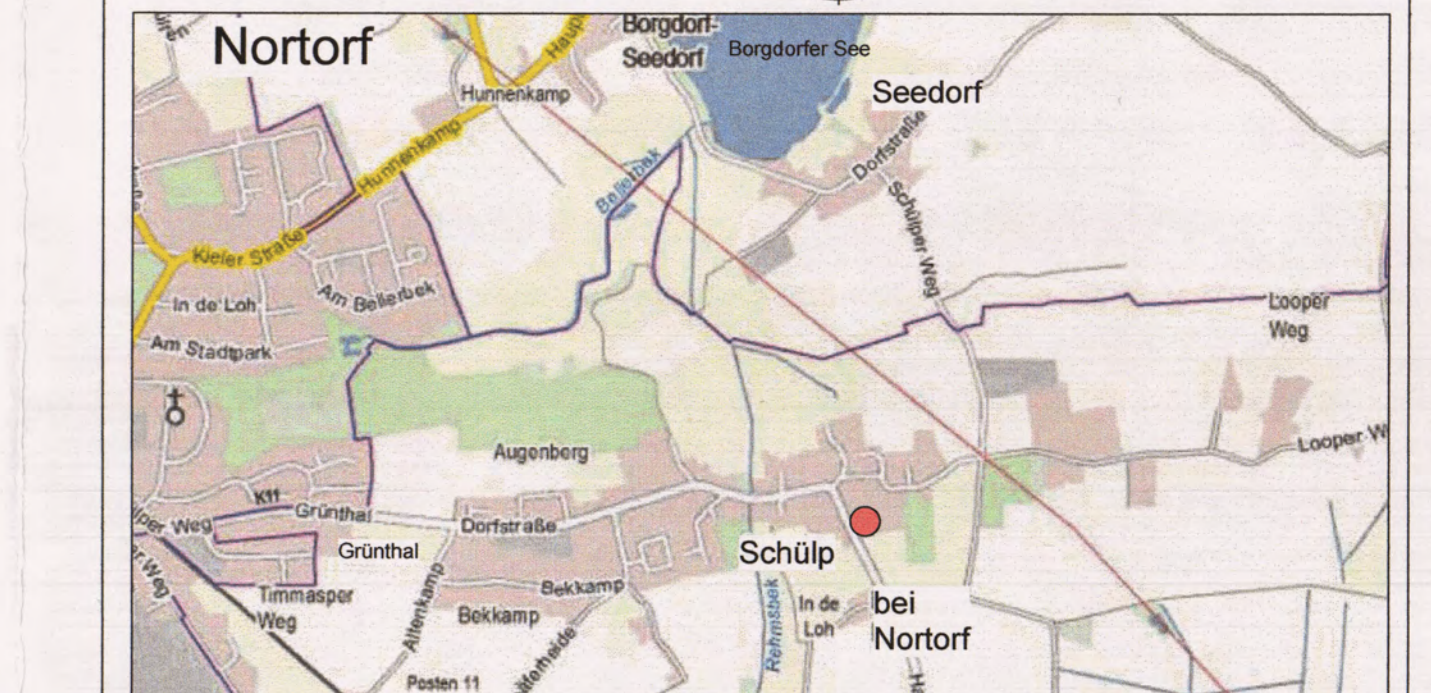 Nortorf
Borgdorf-
Seedorf
Borgdorfer See
Seedorf
Hunnenkamp
Hunnenkamp
Dorfstraße
Bellerbek
Schülper Weg
Kieler Straße
In de Loh
Am Bellerbek
Am Stadtpark
Looper
Weg
Augenberg
Looper W
K11
Grünthal
Weg
Dorfstraße
Grünthal
Schülp
Timmasper
Weg
Bekkamp
Bekkamp
Altenkamp
Rehmsbek
In de
Loh
bei
Nortorf
Posten 11